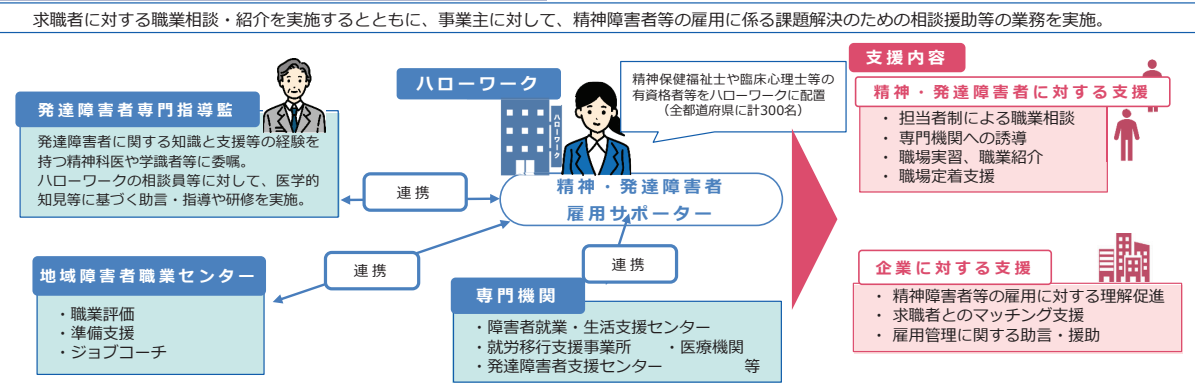 求職者に対する職業相談・紹介を実施するとともに、事業主に対して、精神障害者等の雇用に係る課題解決のための相談援助等の業務を実施。
発達障害者専門指導監
発達障害者に関する知識と支援等の経験を
持つ精神科医や学識者等に委嘱。
ハローワークの相談員等に対して、医学的
知見等に基づく助言・指導や研修を実施。
ハローワーク
ハローワーク
精神保健福祉士や臨床心理士等の
有資格者等をハローワークに配置
（全都道府県に計300名）
連携
精神・発達障害者
雇用サポーター
地域障害者職業センター
・職業評価
・準備支援
・ジョブコーチ
連携
連携
専門機関
・障害者就業・生活支援センター
・就労移行支援事業所　・医療機関
・発達障害者支援センター　等
支援内容
精神・発達障害者に対する支援
・ 担当者制による職業相談
・ 専門機関への誘導
・ 職場実習、職業紹介
・ 職場定着支援
企業に対する支援
・ 精神障害者等の雇用に対する理解促進
・ 求職者とのマッチング支援
・ 雇用管理に関する助言・援助